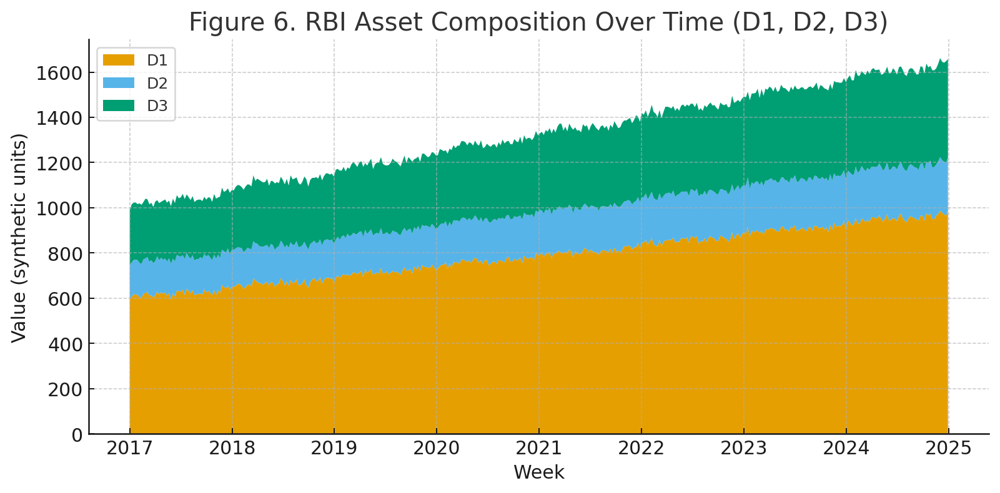 Figure 6. RBI Asset Composition Over Time (D1, D2, D3)
D1
D2
D3
Value (synthetic units)
1600
1400
1200
1000
800
600
400
200
0
2017 2018 2019 2020 2021 2022 2023 2024 2025
Week